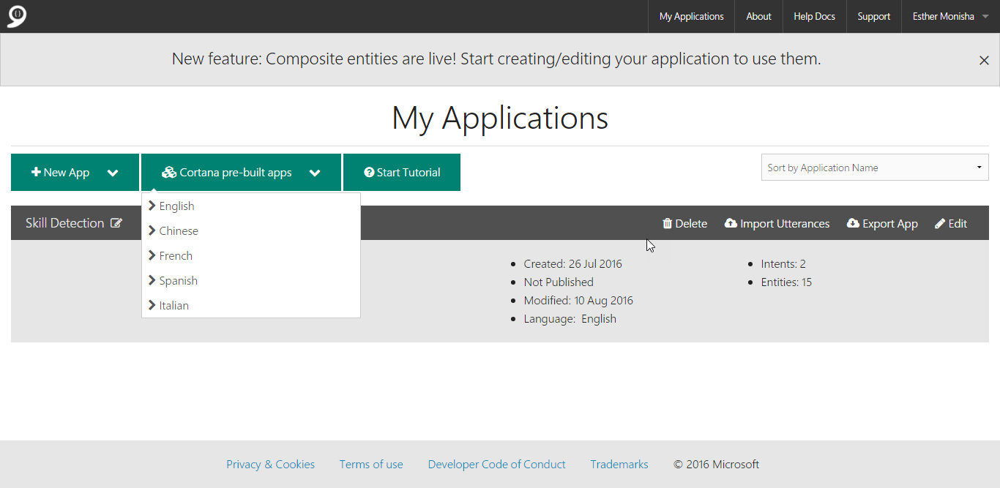 My Applications About Help Docs Support Esther Monisha
New feature: Composite entities are live! Start creating/editing your application to use them.
My Applications
New App Cortana pre-built apps Start Tutorial Sort by Application Name
English
Skill Detection Delete Import Utterances Export App Edit
Chinese
French
Spanish
Italian
Created: 26 Jul 2016
Not Published
Modified: 10 Aug 2016
Language: English
Intents: 2
Entities: 15
Privacy & Cookies Terms of use Developer Code of Conduct Trademarks © 2016 Microsoft